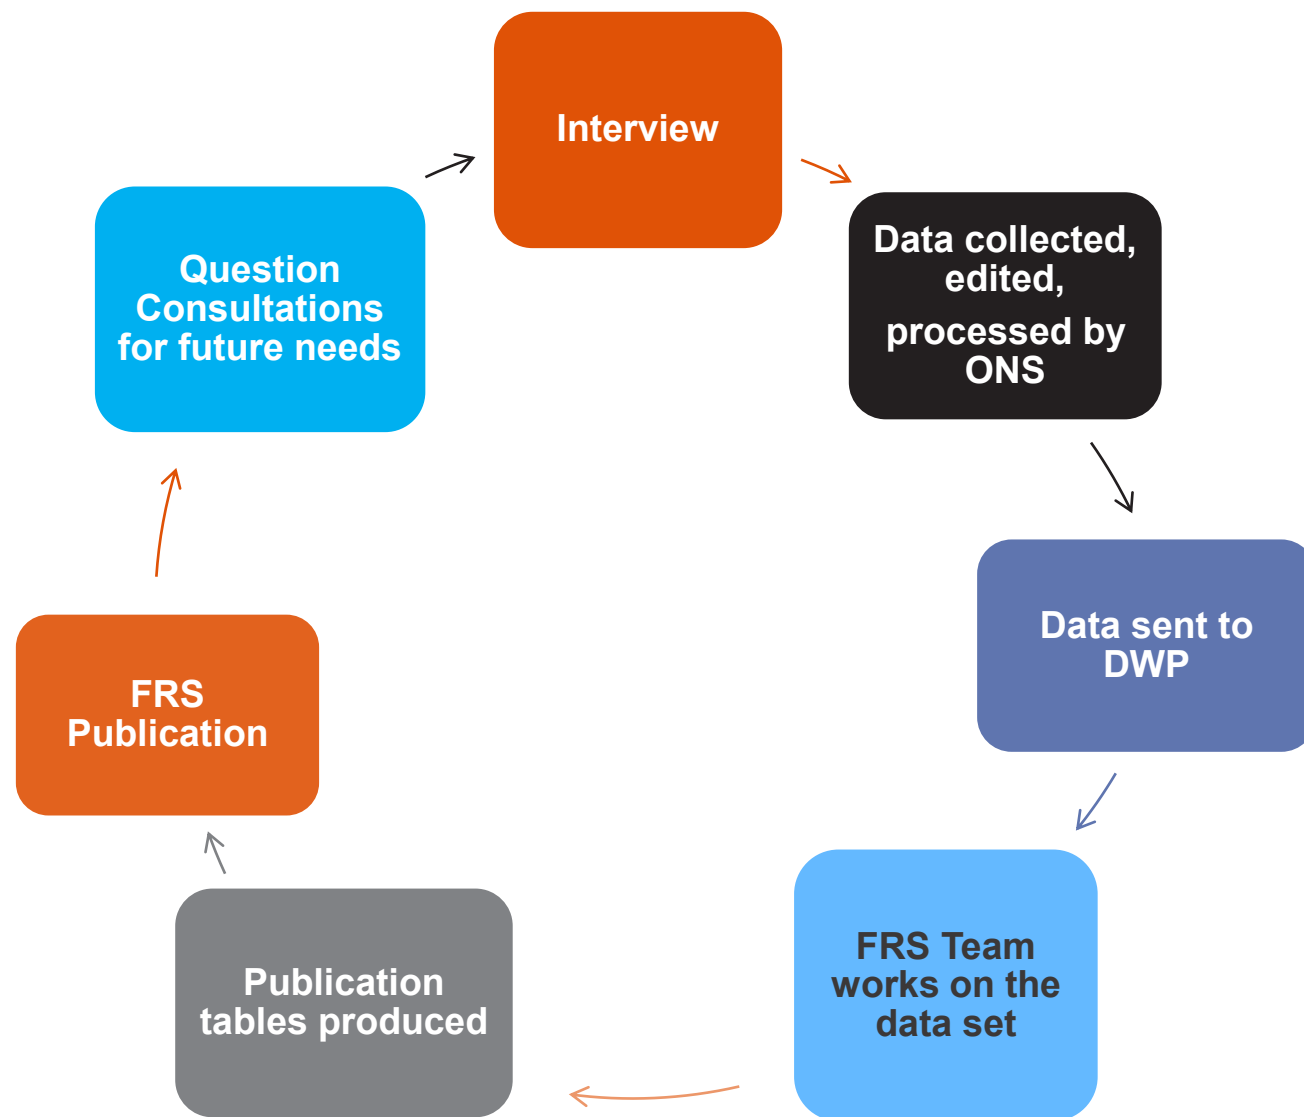 Interview
Data collected,
edited,
processed by
ONS
Data sent to
DWP
FRS Team
works on the
data set
Publication
tables produced
FRS
Publication
Question
Consultations
for future needs